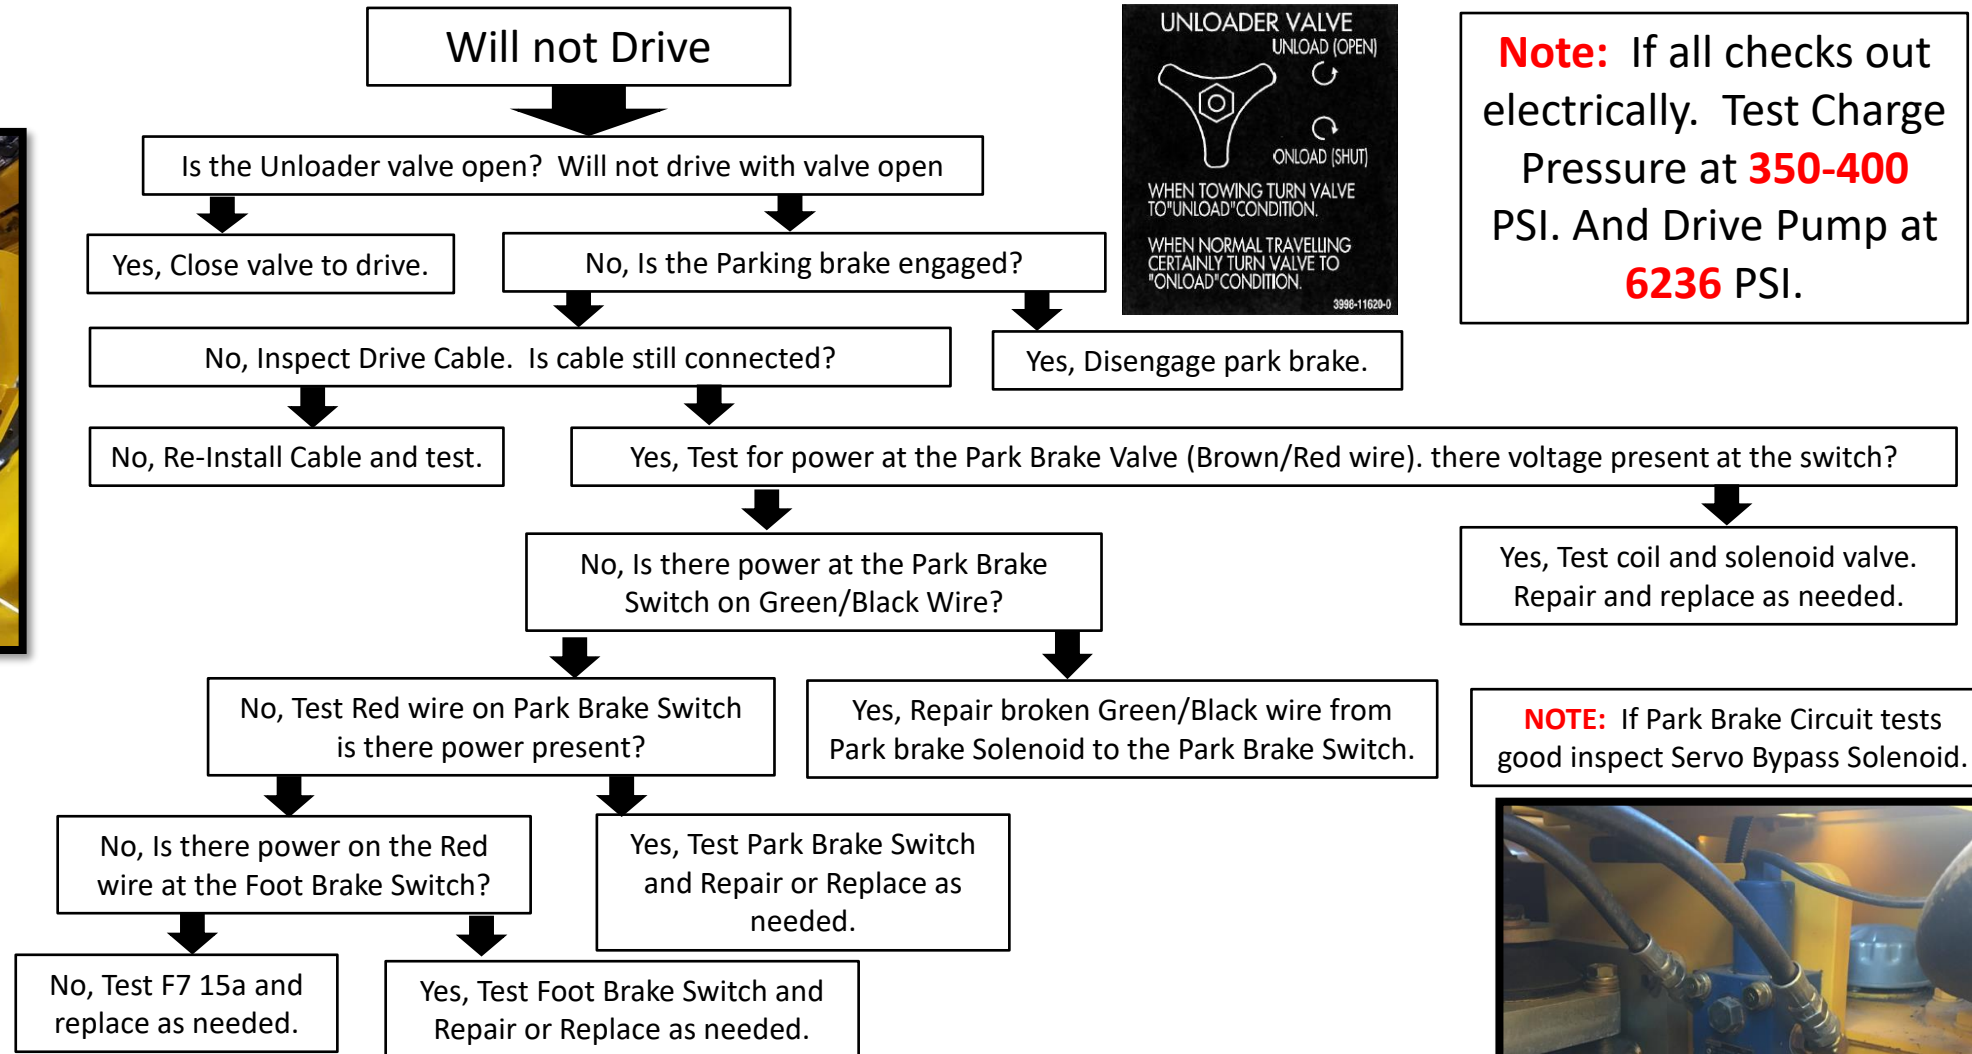 Will not Drive
UNLOADER VALVE
UNLOAD (OPEN)
ONLOAD (SHUT)
WHEN TOWING TURN VALVE
TO"UNLOAD"CONDITION.
WHEN NORMAL TRAVELLING
CERTAINLY TURN VALVE TO
"ONLOAD"CONDITION.
3998-11620-0
Note: If all checks out
electrically. Test Charge
Pressure at 350-400
PSI. And Drive Pump at
6236 PSI.
Is the Unloader valve open? Will not drive with valve open
Yes, Close valve to drive.
No, Is the Parking brake engaged?
No, Inspect Drive Cable. Is cable still connected?
Yes, Disengage park brake.
No, Re-Install Cable and test.
Yes, Test for power at the Park Brake Valve (Brown/Red wire). there voltage present at the switch?
No, Is there power at the Park Brake
Switch on Green/Black Wire?
Yes, Test coil and solenoid valve.
Repair and replace as needed.
No, Test Red wire on Park Brake Switch
is there power present?
Yes, Repair broken Green/Black wire from
Park brake Solenoid to the Park Brake Switch.
NOTE: If Park Brake Circuit tests
good inspect Servo Bypass Solenoid.
No, Is there power on the Red
wire at the Foot Brake Switch?
Yes, Test Park Brake Switch
and Repair or Replace as
needed.
No, Test F7 15a and
replace as needed.
Yes, Test Foot Brake Switch and
Repair or Replace as needed.